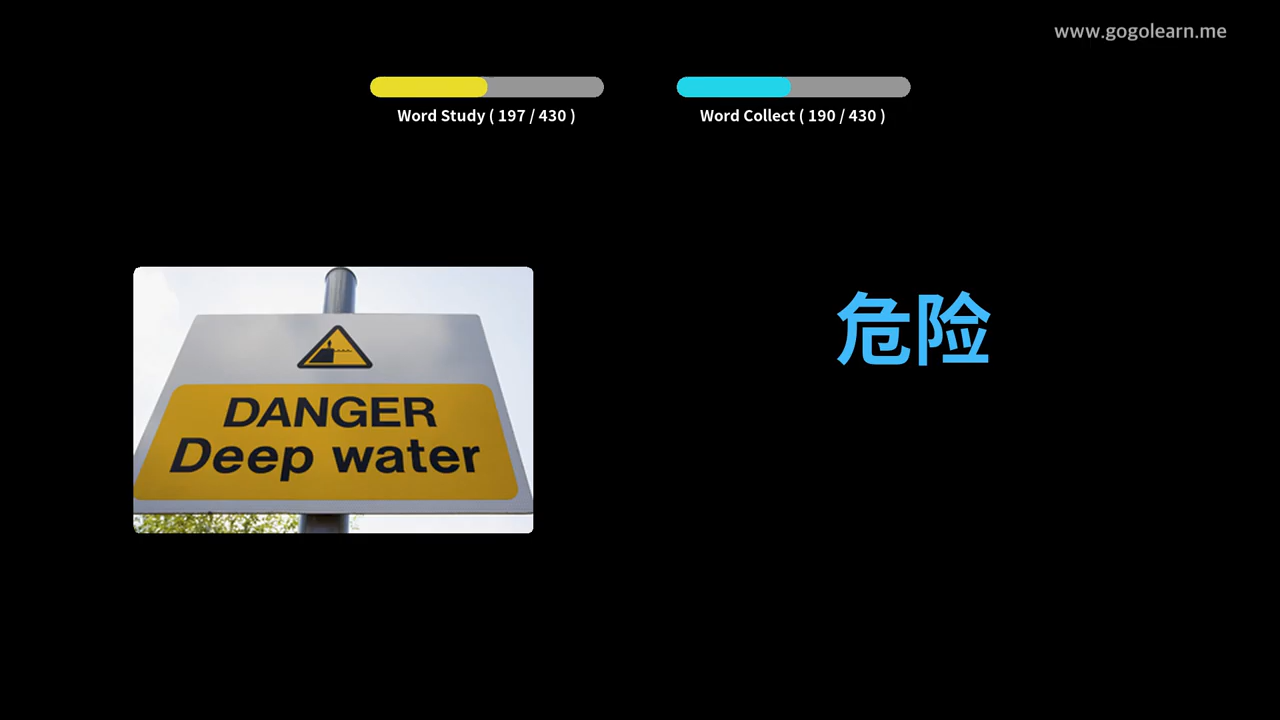 www.gogolearn.me
Word Study ( 197 / 430 )
Word Collect ( 190 / 430 )
危险
DANGER
Deep water